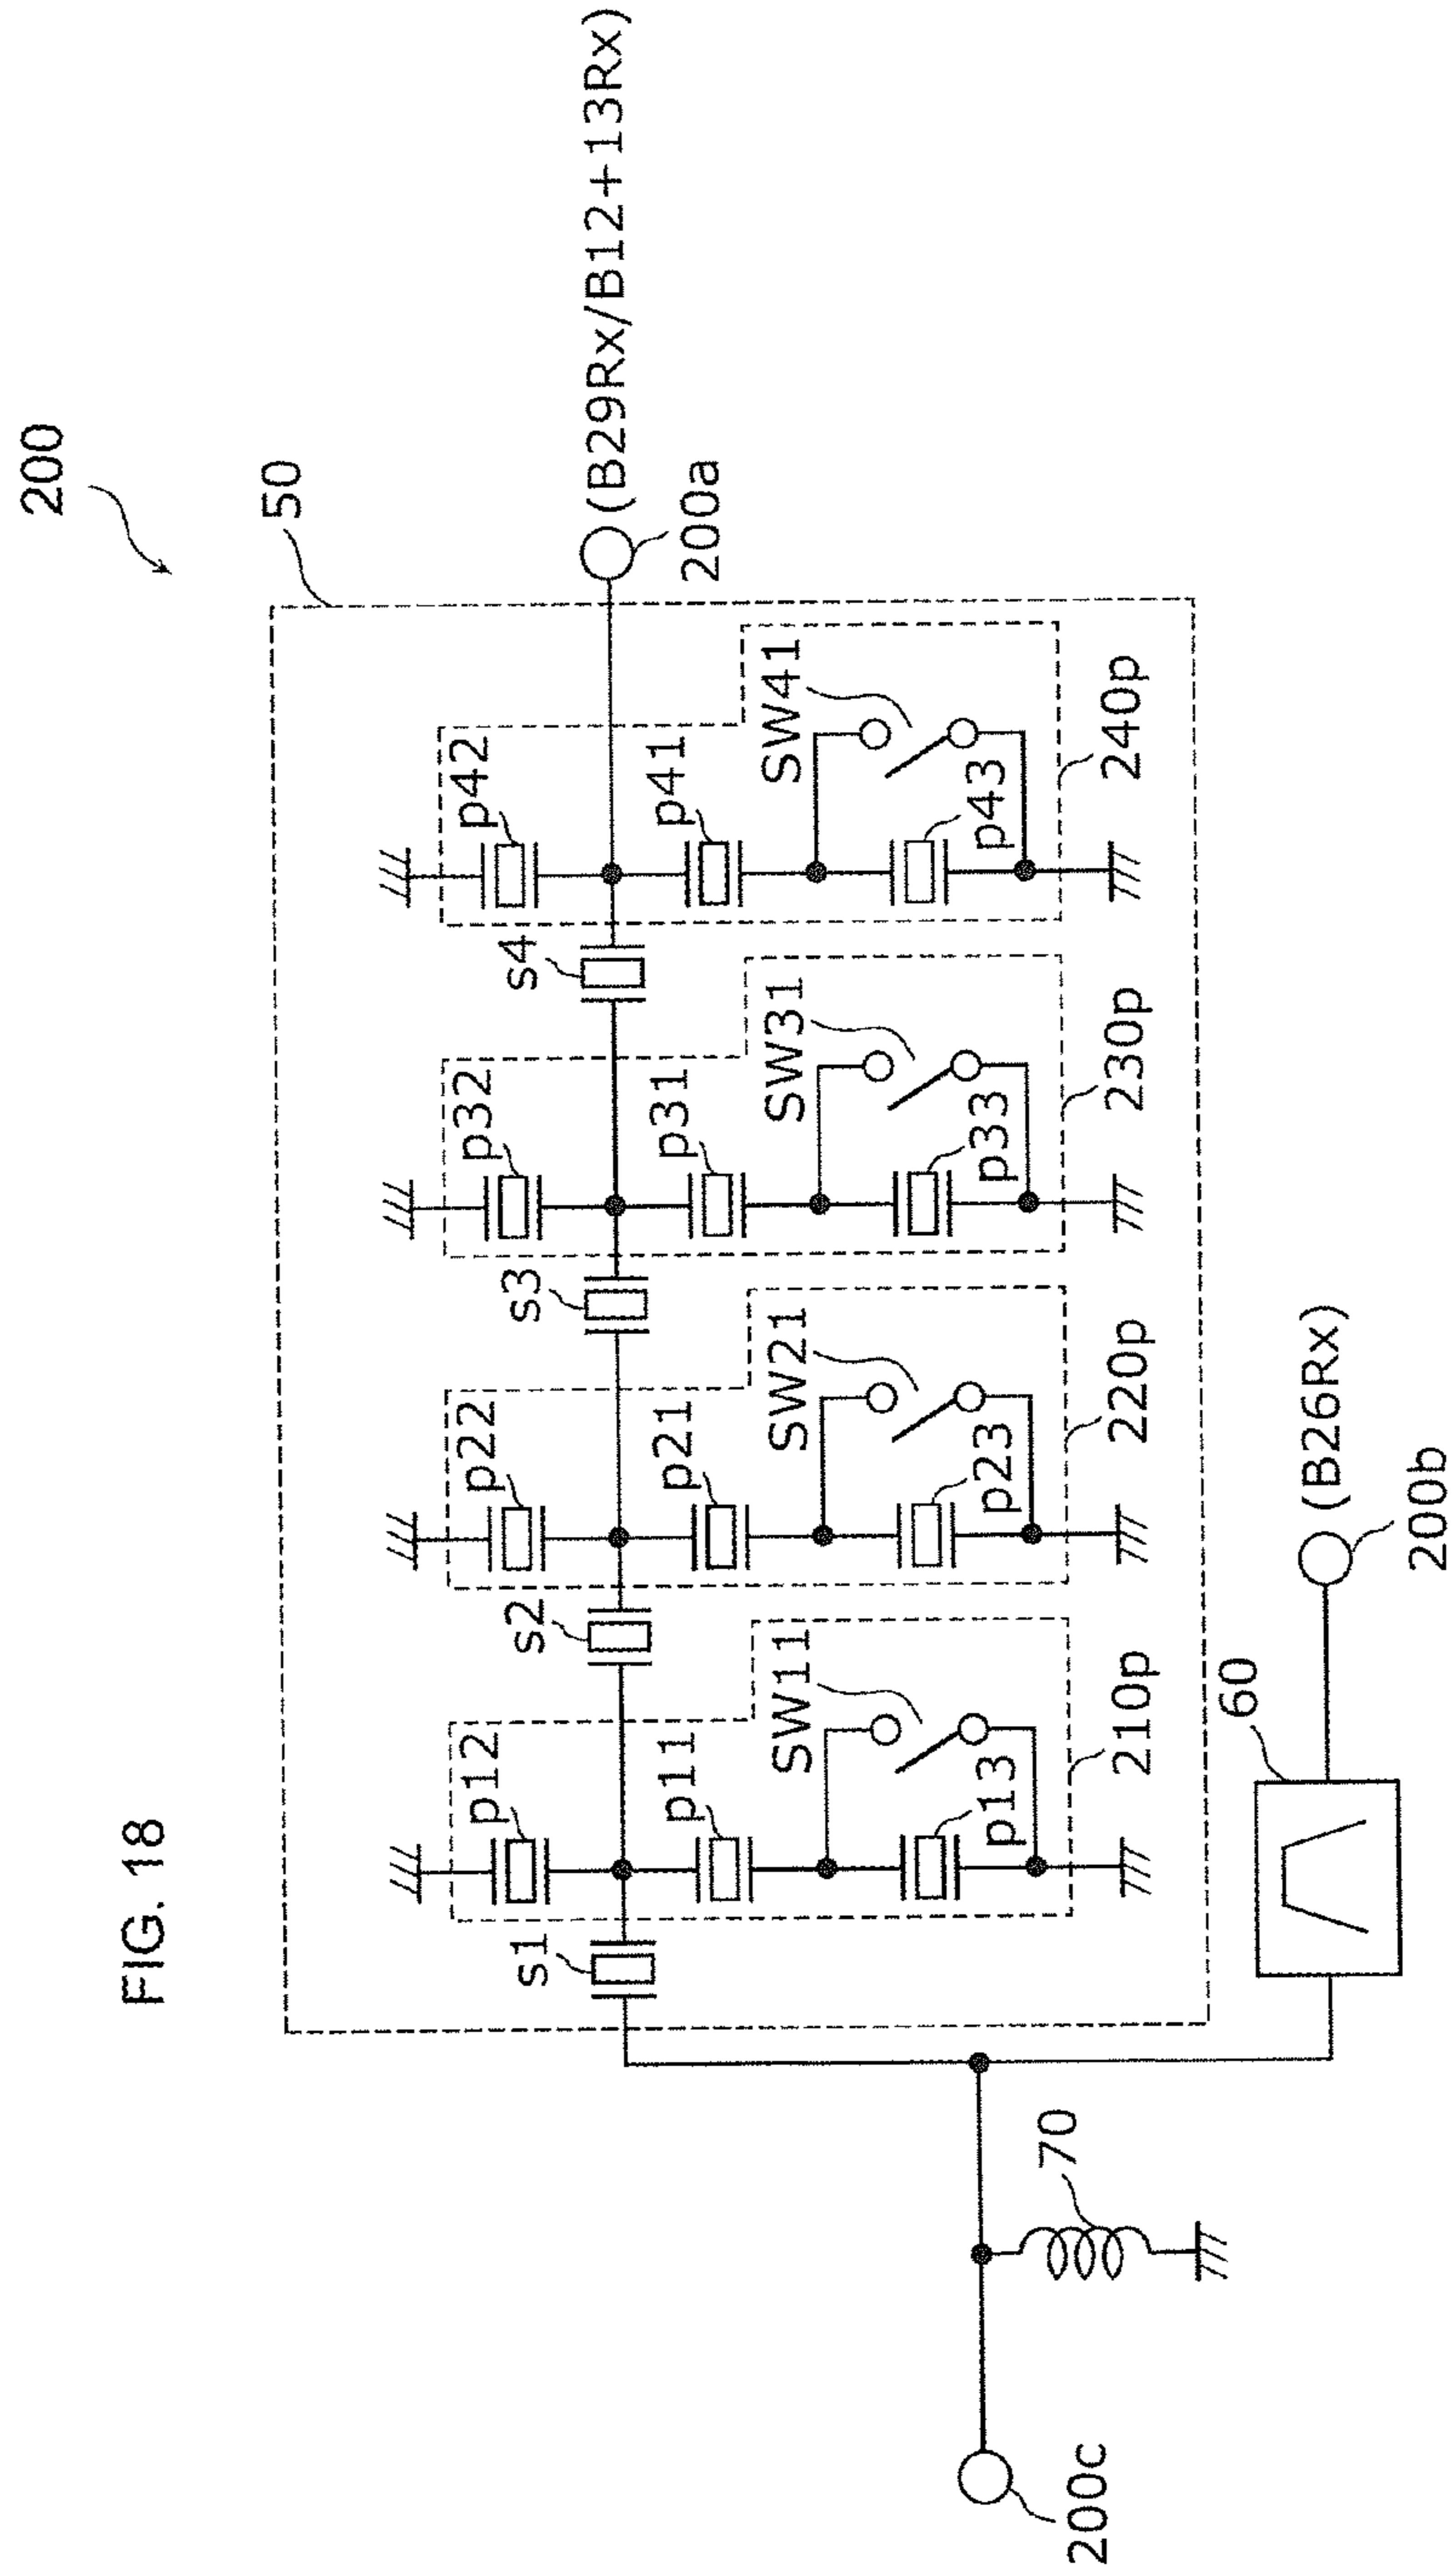 FIG. 18
200
50
s1
p12
p11
SW11
p13
210p
s2
p22
p21
SW21
p23
220p
s3
p32
p31
SW31
p33
230p
s4
p42
p41
SW41
p43
240p
(B29Rx/B12+13Rx)
200a
200c
70
60
(B26Rx)
200b